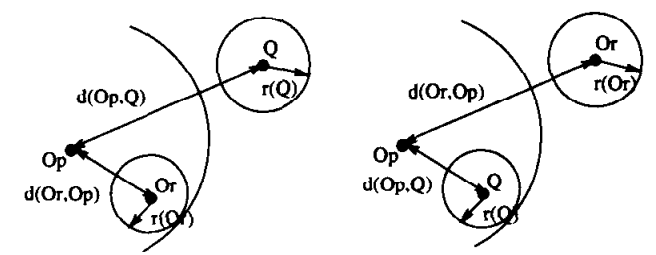 Q
r(Q)
d(Op,Q)
Op
Or
d(Or,Op)
r(Or)
Or
r(Or)
d(Or,Op)
Op
Q
d(Op,Q)
r(Q)